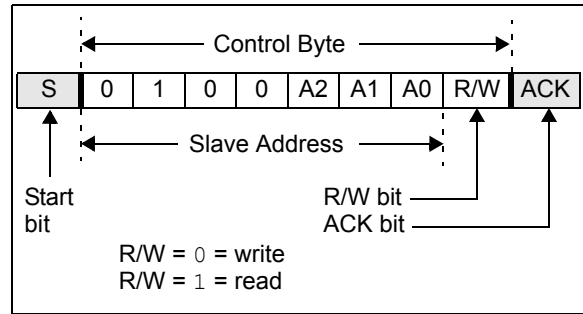 Control Byte
S 0 1 0 0 A2 A1 A0 R/W ACK
Slave Address
Start
bit
R/W bit
ACK bit
R/W = 0 = write
R/W = 1 = read